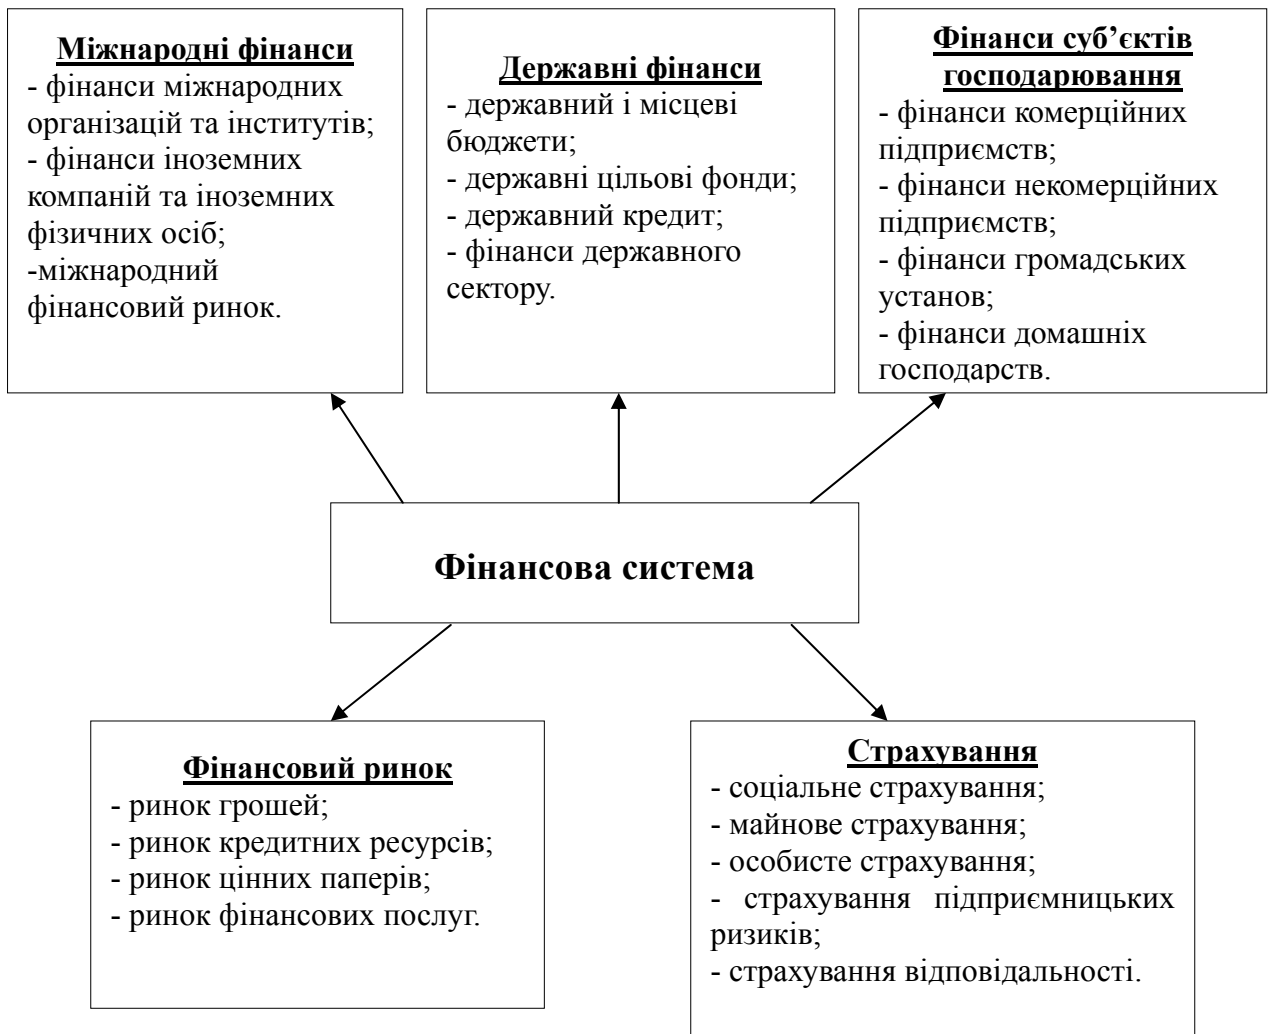 Міжнародні фінанси
- фінанси міжнародних
організацій та інститутів;
- фінанси іноземних
компаній та іноземних
фізичних осіб;
-міжнародний
фінансовий ринок.
Державні фінанси
- державний і місцеві
бюджети;
- державні цільові фонди;
- державний кредит;
- фінанси державного
сектору.
Фінанси суб’єктів
господарювання
- фінанси комерційних
підприємств;
- фінанси некомерційних
підприємств;
- фінанси громадських
установ;
- фінанси домашніх
господарств.
Фінансова система
Фінансовий ринок
- ринок грошей;
- ринок кредитних ресурсів;
- ринок цінних паперів;
- ринок фінансових послуг.
Страхування
- соціальне страхування;
- майнове страхування;
- особисте страхування;
- страхування підприємницьких
ризиків;
- страхування відповідальності.